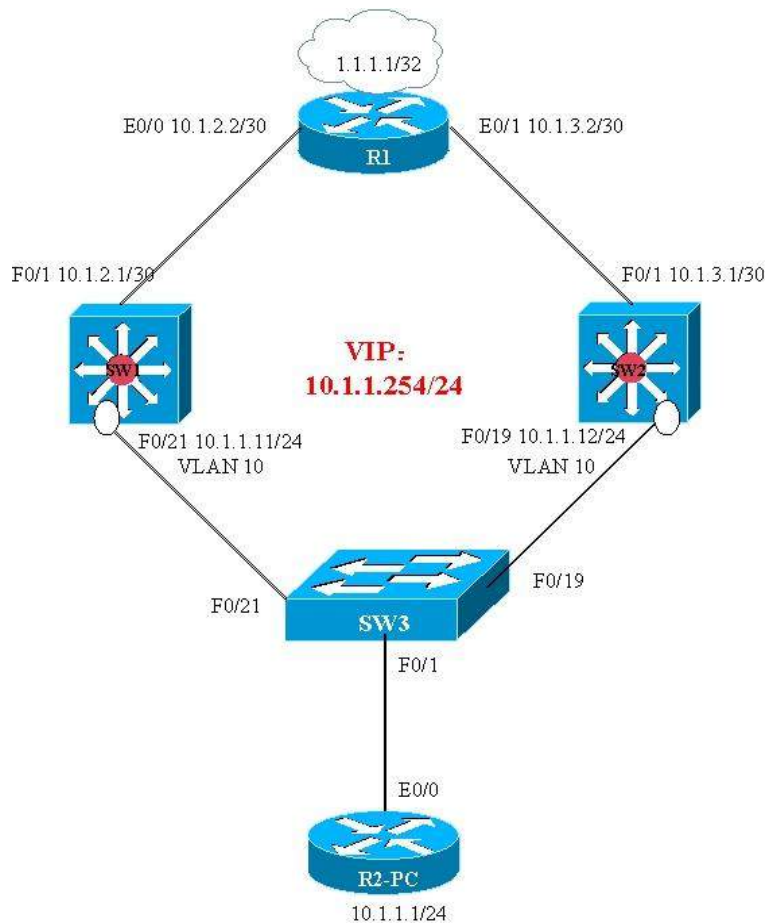 1.1.1.1/32
E0/0 10.1.2.2/30
E0/1 10.1.3.2/30
R1
F0/1 10.1.2.1/30
F0/1 10.1.3.1/30
SW1
VIP:
10.1.1.254/24
SW2
F0/21 10.1.1.11/24
VLAN 10
F0/19 10.1.1.12/24
VLAN 10
F0/21
F0/19
SW3
F0/1
E0/0
R2-PC
10.1.1.1/24